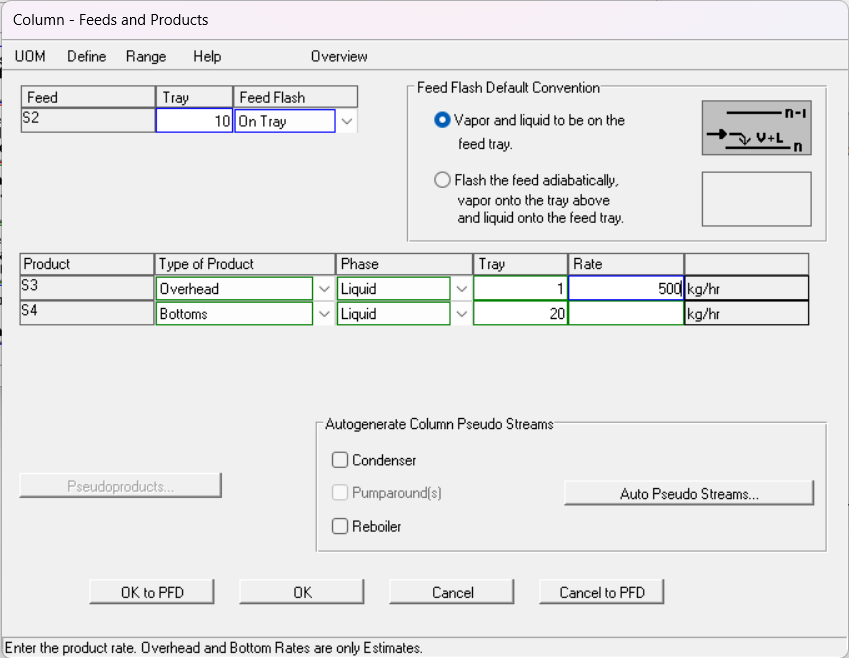 Column - Feeds and Products
UOM Define Range Help Overview
Feed Tray Feed Flash
S2 10 On Tray
Feed Flash Default Convention
Vapor and liquid to be on the
feed tray.
n-1
V+L
n
Flash the feed adiabatically,
vapor onto the tray above
and liquid onto the feed tray.
Product Type of Product Phase Tray Rate
S3 Overhead Liquid 1 500 kg/hr
S4 Bottoms Liquid 20 kg/hr
Autogenerate Column Pseudo Streams
Condenser
Pumparound(s)
Reboiler
Pseudoproducts...
Auto Pseudo Streams...
OK to PFD OK Cancel Cancel to PFD
Enter the product rate. Overhead and Bottom Rates are only Estimates.